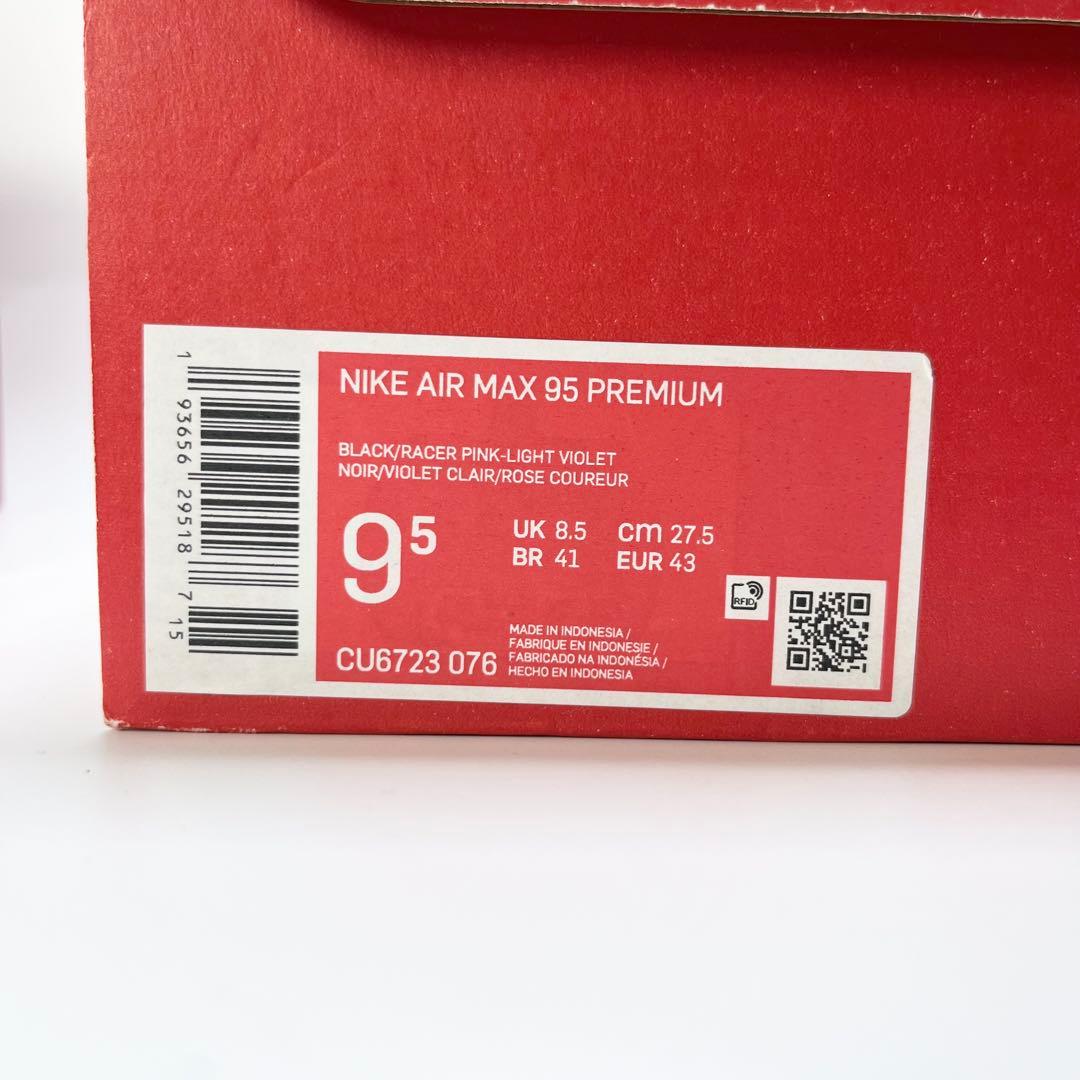 1 93656 29518 7 15
NIKE AIR MAX 95 PREMIUM
BLACK/RACER PINK-LIGHT VIOLET
NOIR/VIOLET CLAIR/ROSE COUREUR
9 5
UK 8.5 cm 27.5
BR 41 EUR 43
RFID
CU6723 076
MADE IN INDONESIA /
FABRIQUE EN INDONESIE /
FABRICADO NA INDONÉSIA /
HECHO EN INDONESIA